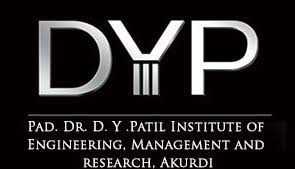 DYP
PAD. DR. D. Y .PATIL INSTITUTE OF
ENGINEERING, MANAGEMENT AND
RESEARCH, AKURDI